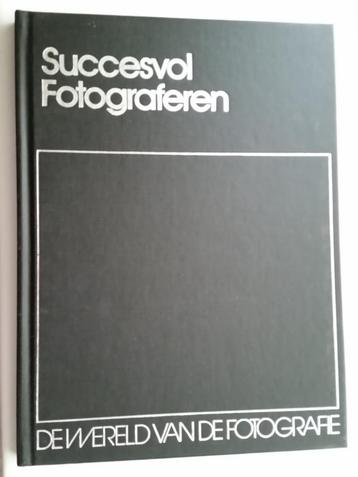 Succesvol
Fotograferen
DE WERELD VAN DE FOTOGRAFIE